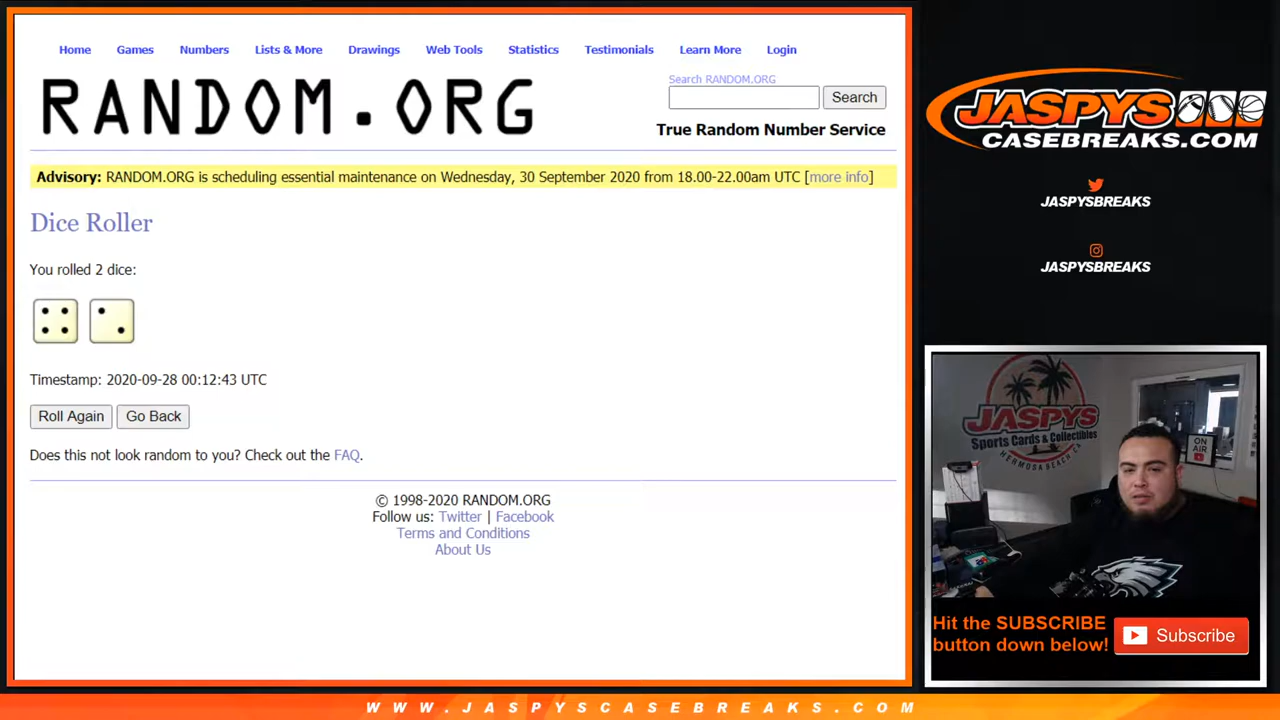 Home Games Numbers Lists & More Drawings Web Tools Statistics Testimonials Learn More Login
RANDOM.ORG
Search RANDOM.ORG
Search
True Random Number Service
Advisory: RANDOM.ORG is scheduling essential maintenance on Wednesday, 30 September 2020 from 18.00-22.00am UTC [more info]
Dice Roller
You rolled 2 dice:
Timestamp: 2020-09-28 00:12:43 UTC
Roll Again Go Back
Does this not look random to you? Check out the FAQ.
© 1998-2020 RANDOM.ORG
Follow us: Twitter | Facebook
Terms and Conditions
About Us
JASPYS
CASEBREAKS.COM
JASPYSBREAKS
JASPYSBREAKS
JASPYS
Sports Cards & Collectibles
HERMOSA BEACH CA
ON
AIR
Hit the SUBSCRIBE
button down below!
Subscribe
WWW.JASPYSCASEBREAKS.COM